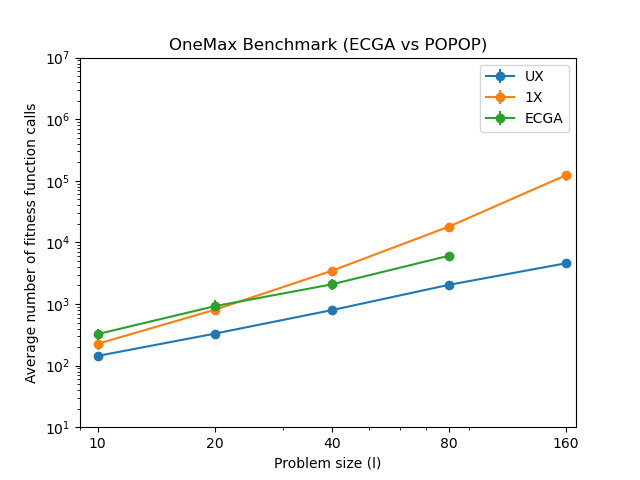 OneMax Benchmark (ECGA vs POPOP)
Average number of fitness function calls
10^7
10^6
10^5
10^4
10^3
10^2
10^1
UX
1X
ECGA
10 20 40 80 160
Problem size (l)